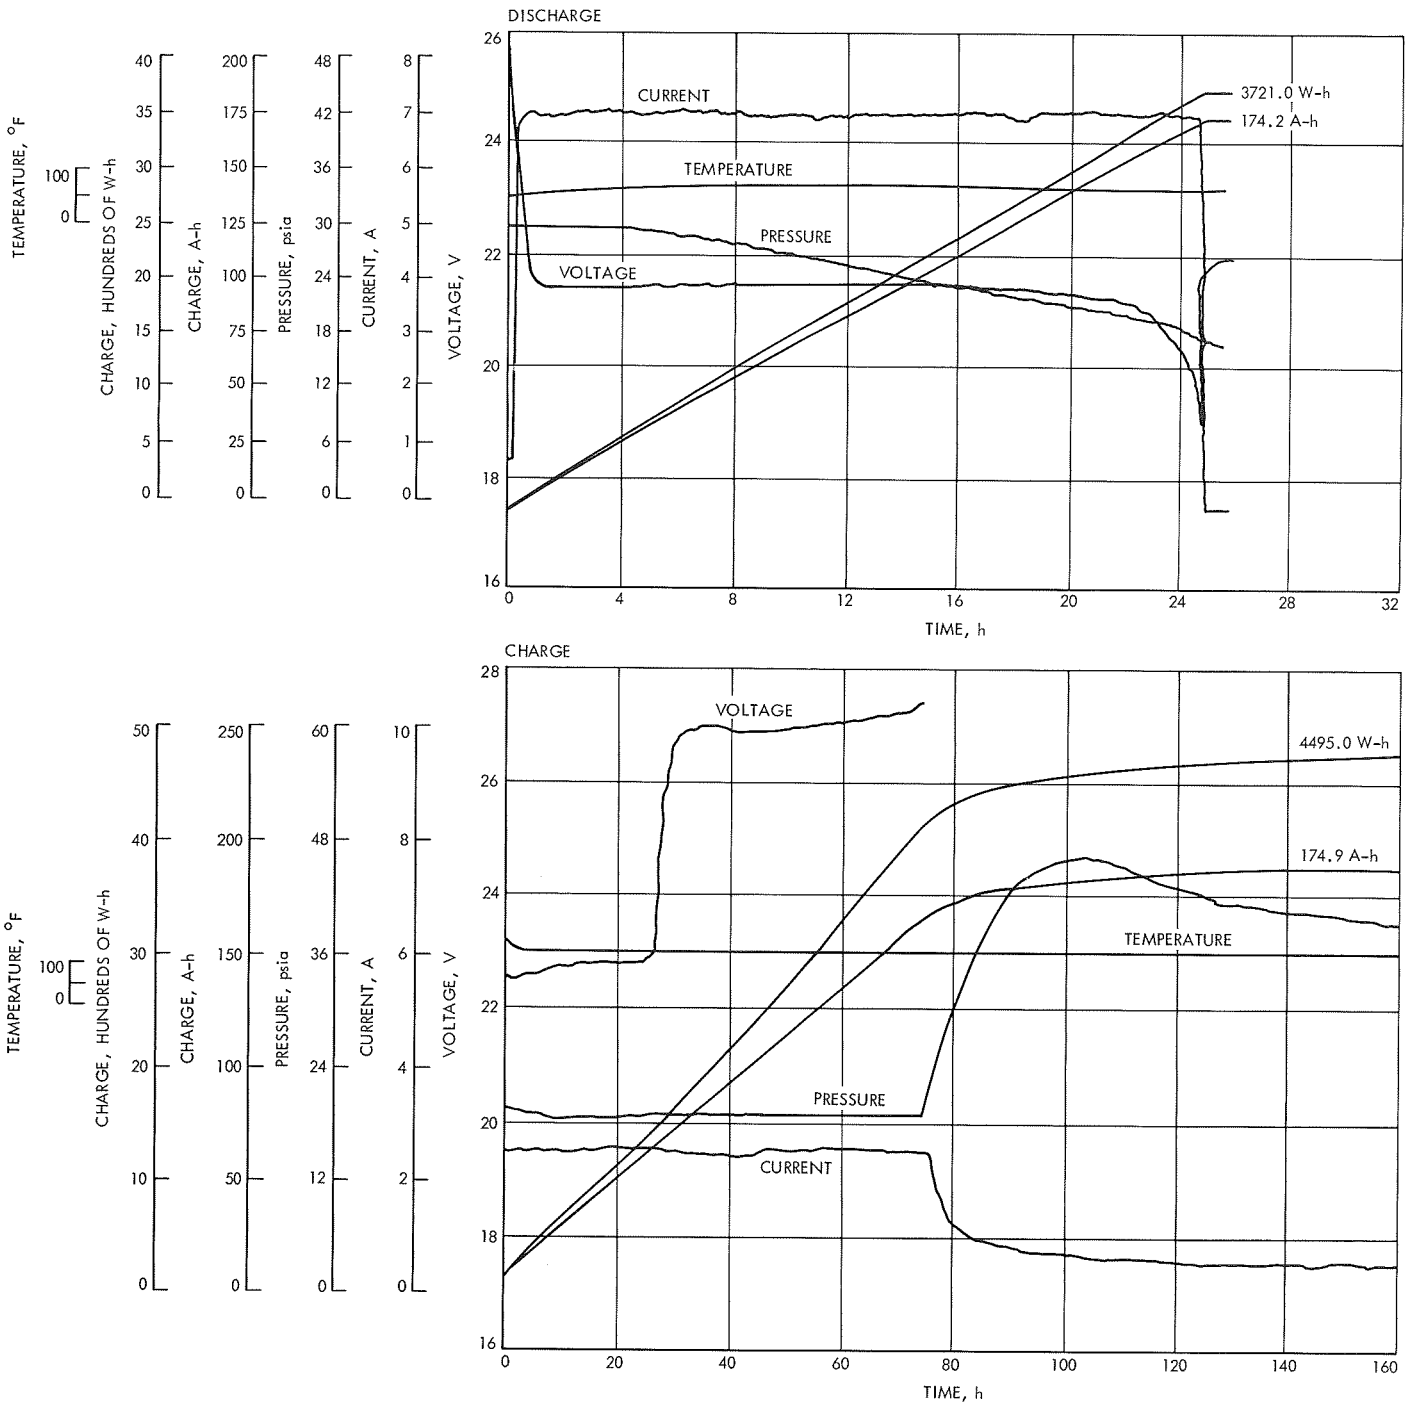 DISCHARGE
TEMPERATURE, °F
100
0
CHARGE, HUNDREDS OF W-h
40
35
30
25
20
15
10
5
0
CHARGE, A-h
200
175
150
125
100
75
50
25
0
PRESSURE, psia
48
42
36
30
24
18
12
6
0
CURRENT, A
8
7
6
5
4
3
2
1
0
VOLTAGE, V
26
24
22
20
18
16
CURRENT
TEMPERATURE
PRESSURE
VOLTAGE
3721.0 W-h
174.2 A-h
0 4 8 12 16 20 24 28 32
TIME, h
CHARGE
TEMPERATURE, °F
100
0
CHARGE, HUNDREDS OF W-h
50
40
30
20
10
0
CHARGE, A-h
250
200
150
100
50
0
PRESSURE, psia
60
48
36
24
12
0
CURRENT, A
10
8
6
4
2
0
VOLTAGE, V
28
26
24
22
20
18
16
VOLTAGE
4495.0 W-h
174.9 A-h
TEMPERATURE
PRESSURE
CURRENT
0 20 40 60 80 100 120 140 160
TIME, h